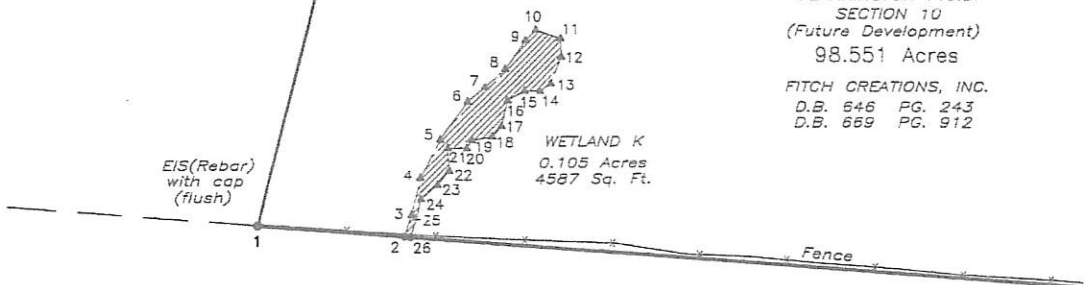 SECTION 10
(Future Development)
98.551 Acres
FITCH CREATIONS, INC.
D.B. 646 PG. 243
D.B. 669 PG. 912
10
11
9
12
8
13
7
14
15
6
16
17
5
18
19
20
21
WETLAND K
0.105 Acres
4587 Sq. Ft.
22
4
23
24
EIS(Rebar)
with cap
(flush)
3
25
1
2
26
Fence